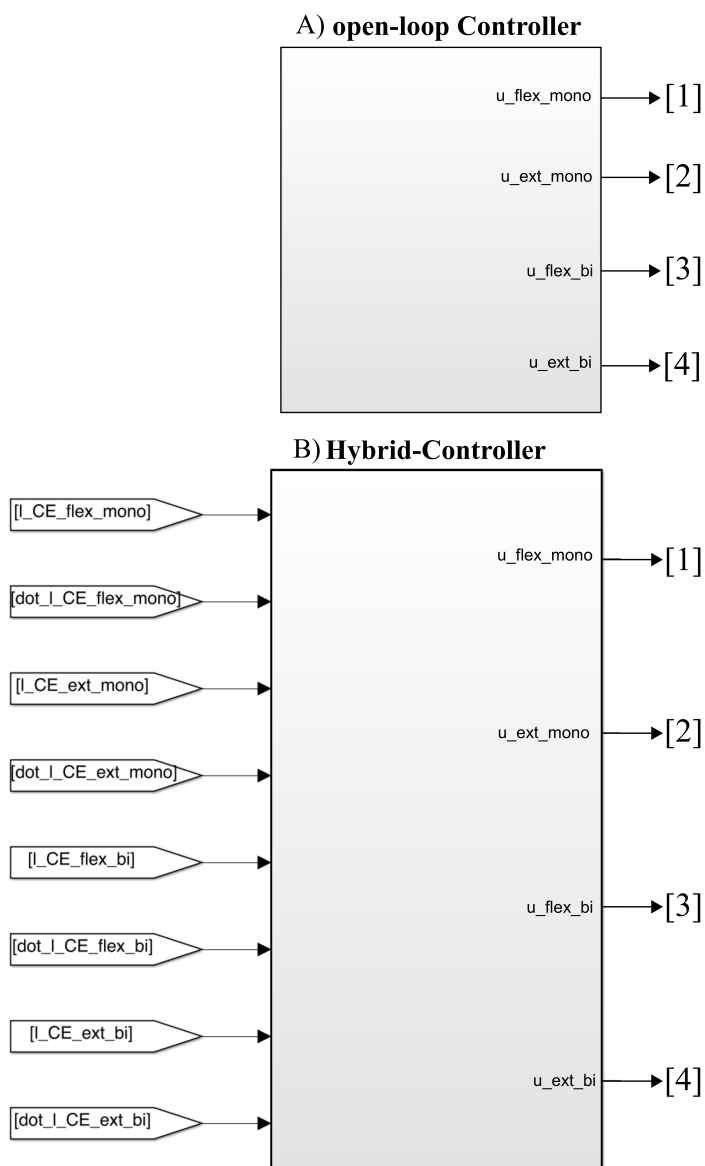 A) open-loop Controller
u_flex_mono [1]
u_ext_mono [2]
u_flex_bi [3]
u_ext_bi [4]
B) Hybrid-Controller
[l_CE_flex_mono]
u_flex_mono [1]
[dot_l_CE_flex_mono]
[l_CE_ext_mono]
u_ext_mono [2]
[dot_l_CE_ext_mono]
[l_CE_flex_bi]
u_flex_bi [3]
[dot_l_CE_flex_bi]
[l_CE_ext_bi]
u_ext_bi [4]
[dot_l_CE_ext_bi]